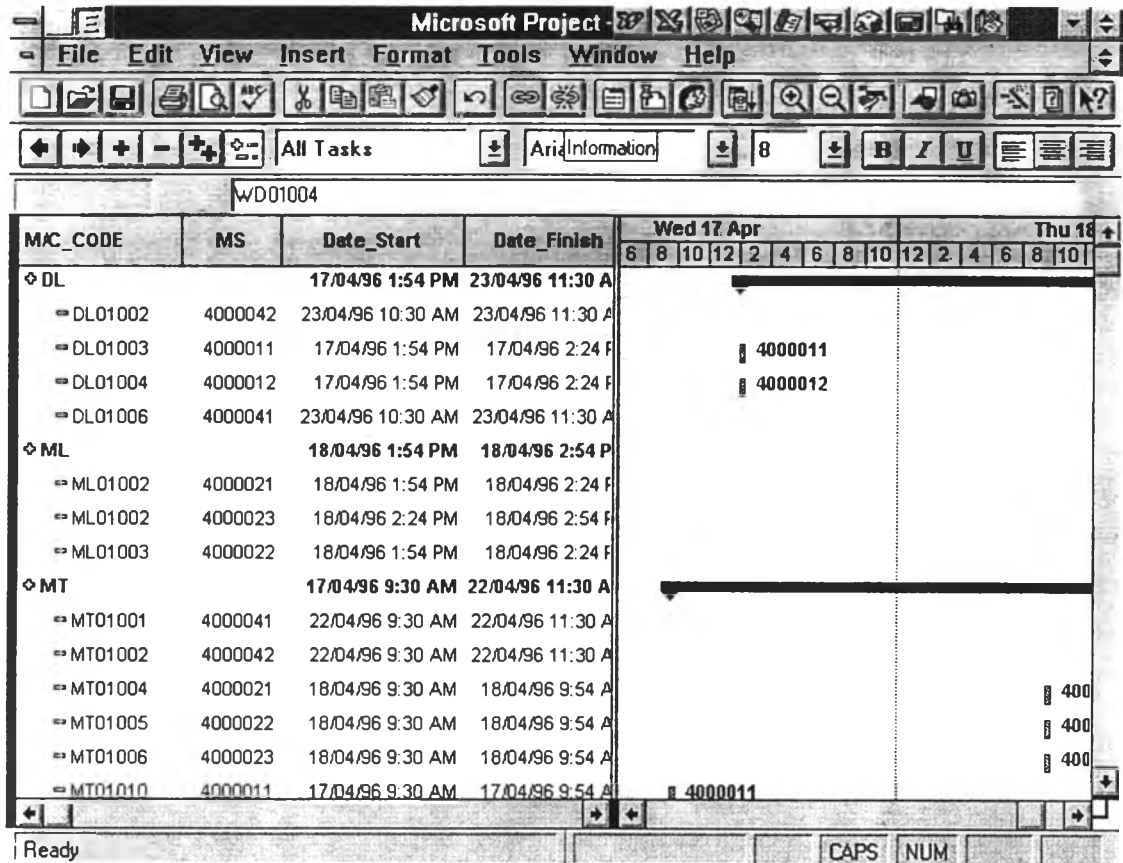 Microsoft Project -
File Edit View Insert Format Tools Window Help
All Tasks Aria Information 8 B I U
WD01004
M/C_CODE MS Date_Start Date_Finish Wed 17 Apr Thu 18
6 8 10 12 2 4 6 8 10 12 2 4 6 8 10
DL 17/04/96 1:54 PM 23/04/96 11:30 A
DL01002 4000042 23/04/96 10:30 AM 23/04/96 11:30 A
DL01003 4000011 17/04/96 1:54 PM 17/04/96 2:24 P 4000011
DL01004 4000012 17/04/96 1:54 PM 17/04/96 2:24 P 4000012
DL01006 4000041 23/04/96 10:30 AM 23/04/96 11:30 A
ML 18/04/96 1:54 PM 18/04/96 2:54 P
ML01002 4000021 18/04/96 1:54 PM 18/04/96 2:24 P
ML01002 4000023 18/04/96 2:24 PM 18/04/96 2:54 P
ML01003 4000022 18/04/96 1:54 PM 18/04/96 2:24 P
MT 17/04/96 9:30 AM 22/04/96 11:30 A
MT01001 4000041 22/04/96 9:30 AM 22/04/96 11:30 A
MT01002 4000042 22/04/96 9:30 AM 22/04/96 11:30 A
MT01004 4000021 18/04/96 9:30 AM 18/04/96 9:54 A 400
MT01005 4000022 18/04/96 9:30 AM 18/04/96 9:54 A 400
MT01006 4000023 18/04/96 9:30 AM 18/04/96 9:54 A 400
MT01010 4000011 17/04/96 9:30 AM 17/04/96 9:54 A 4000011
Ready CAPS NUM